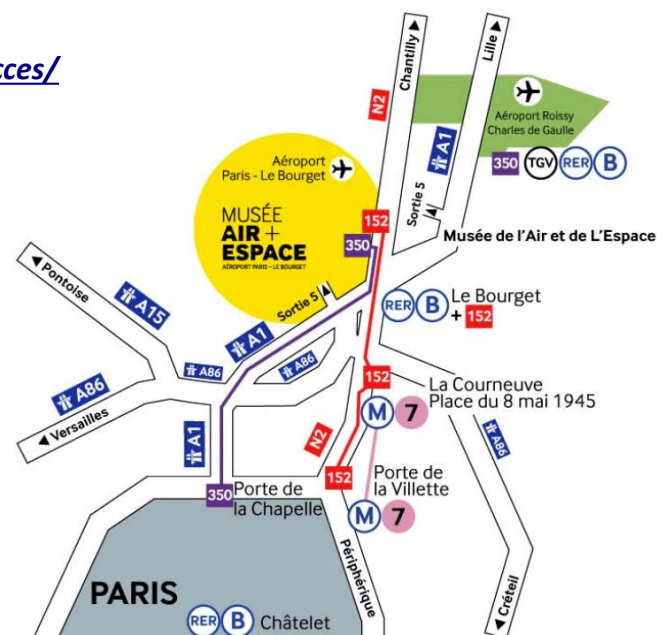 cces/
Chantilly
Lille
N2
A1
Aéroport Roissy
Charles de Gaulle
350 TGV RER B
Aéroport
Paris - Le Bourget
MUSÉE
AIR +
ESPACE
AÉROPORT PARIS – LE BOURGET
152
350
Sortie 5
Musée de l'Air et de L'Espace
Sortie 5
RER B Le Bourget
+ 152
Pontoise
A15
A1
A86
A86
A86
Versailles
152
La Courneuve
Place du 8 mai 1945
M 7
A1
N2
A86
152
350
Porte de
la Chapelle
Porte de
la Villette
M 7
Périphérique
Créteil
PARIS
RER B Châtelet